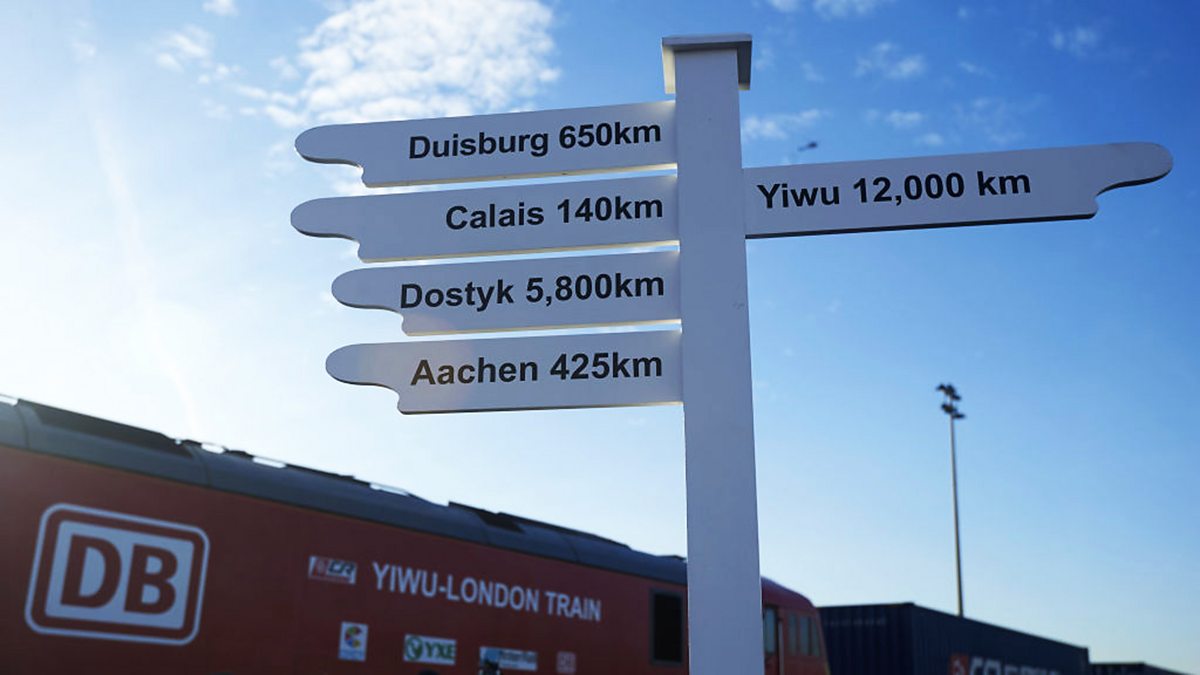 Duisburg 650km
Calais 140km
Dostyk 5,800km
Aachen 425km
Yiwu 12,000 km
DB
YIWU-LONDON TRAIN
YXE